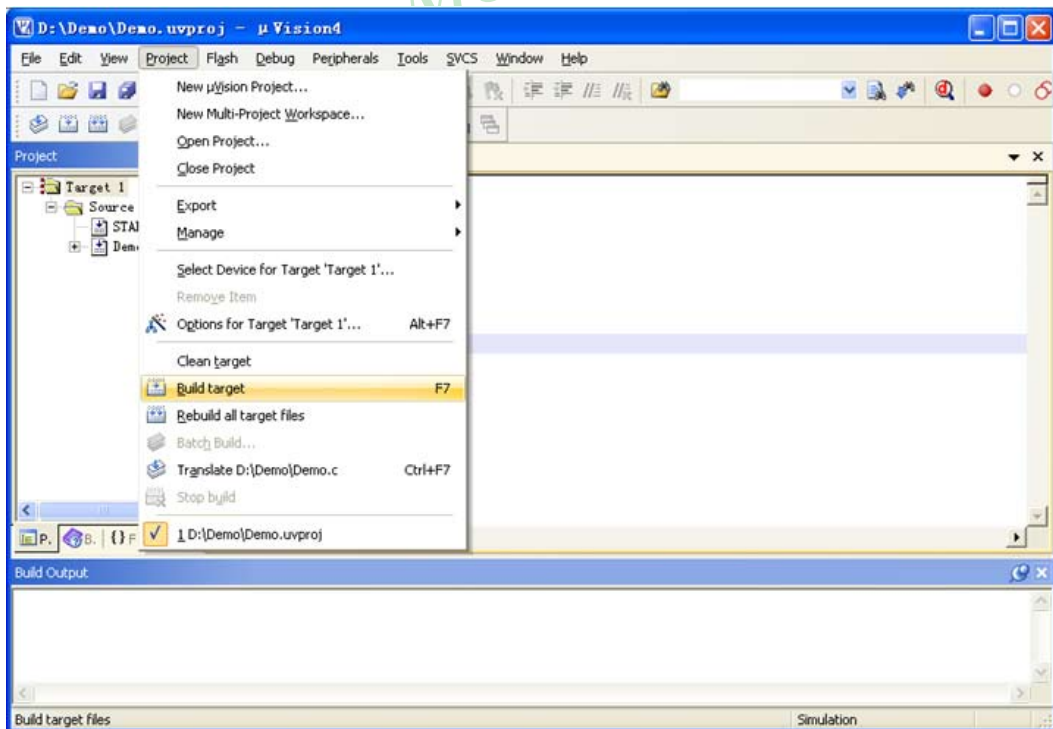 D:\Demo\Demo.uvproj - µVision4
File Edit View Project Flash Debug Peripherals Tools SVCS Window Help
New µVision Project...
New Multi-Project Workspace...
Open Project...
Close Project
Export
Manage
Select Device for Target 'Target 1'...
Remove Item
Options for Target 'Target 1'... Alt+F7
Clean target
Build target F7
Rebuild all target files
Batch Build...
Translate D:\Demo\Demo.c Ctrl+F7
Stop build
1 D:\Demo\Demo.uvproj
Project
Target 1
Source
STAR
Dem
P. B. {} F
Build Output
Build target files Simulation